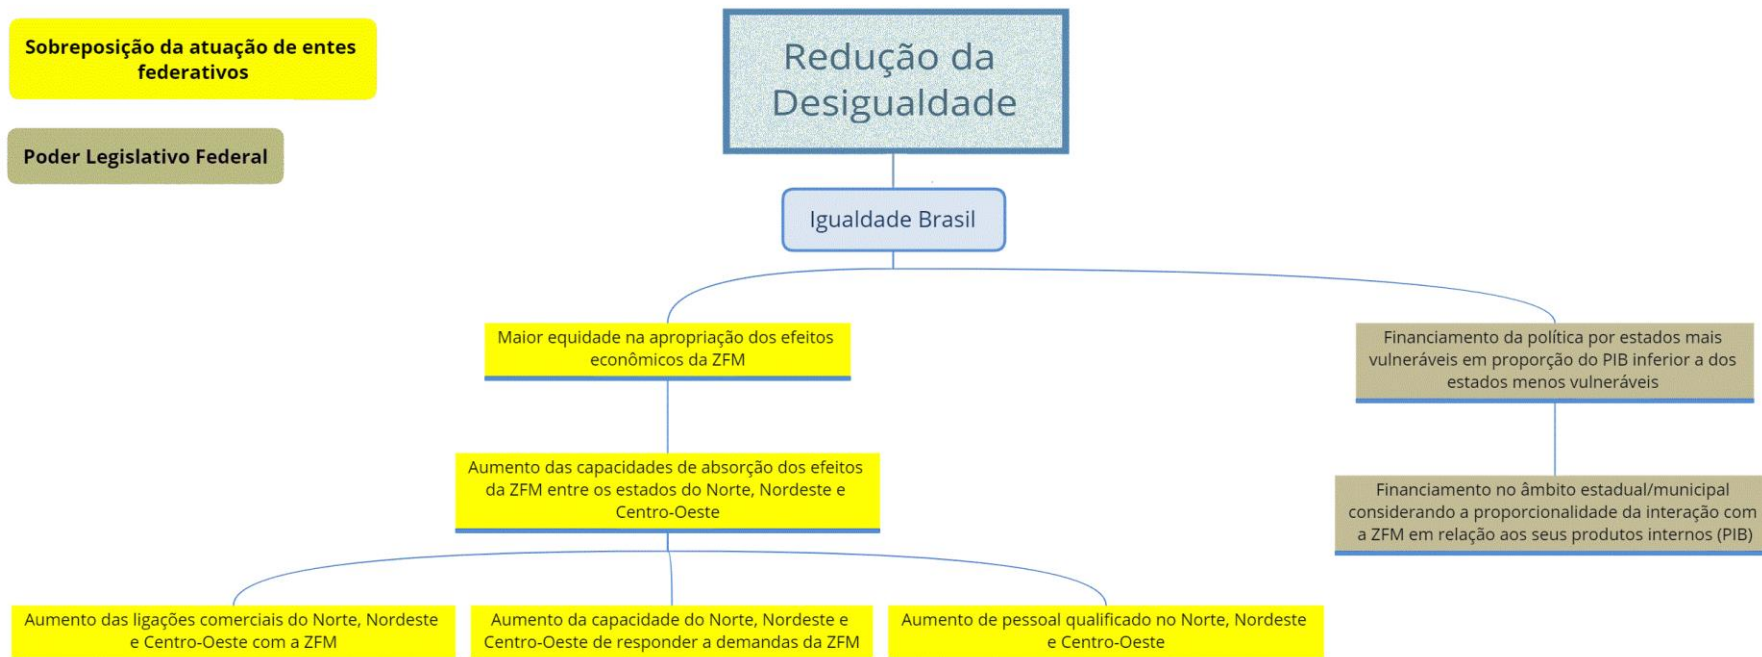 Sobreposição da atuação de entes
federativos
Poder Legislativo Federal
Redução da
Desigualdade
Igualdade Brasil
Maior equidade na apropriação dos efeitos
econômicos da ZFM
Financiamento da política por estados mais
vulneráveis em proporção do PIB inferior a dos
estados menos vulneráveis
Aumento das capacidades de absorção dos efeitos
da ZFM entre os estados do Norte, Nordeste e
Centro-Oeste
Financiamento no âmbito estadual/municipal
considerando a proporcionalidade da interação com
a ZFM em relação aos seus produtos internos (PIB)
Aumento das ligações comerciais do Norte, Nordeste
e Centro-Oeste com a ZFM
Aumento da capacidade do Norte, Nordeste e
Centro-Oeste de responder a demandas da ZFM
Aumento de pessoal qualificado no Norte, Nordeste
e Centro-Oeste